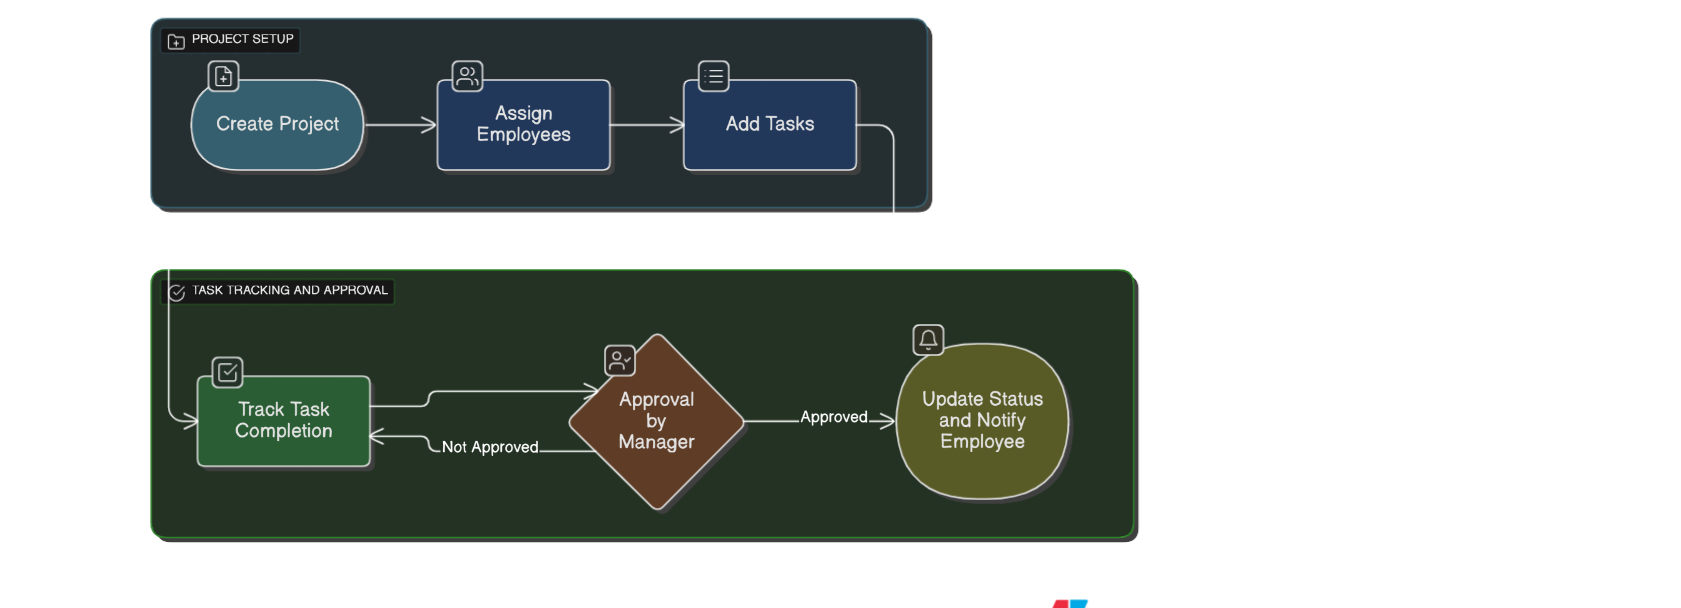 PROJECT SETUP
Create Project
Assign
Employees
Add Tasks
TASK TRACKING AND APPROVAL
Track Task
Completion
Approval
by
Manager
Not Approved
Approved
Update Status
and Notify
Employee